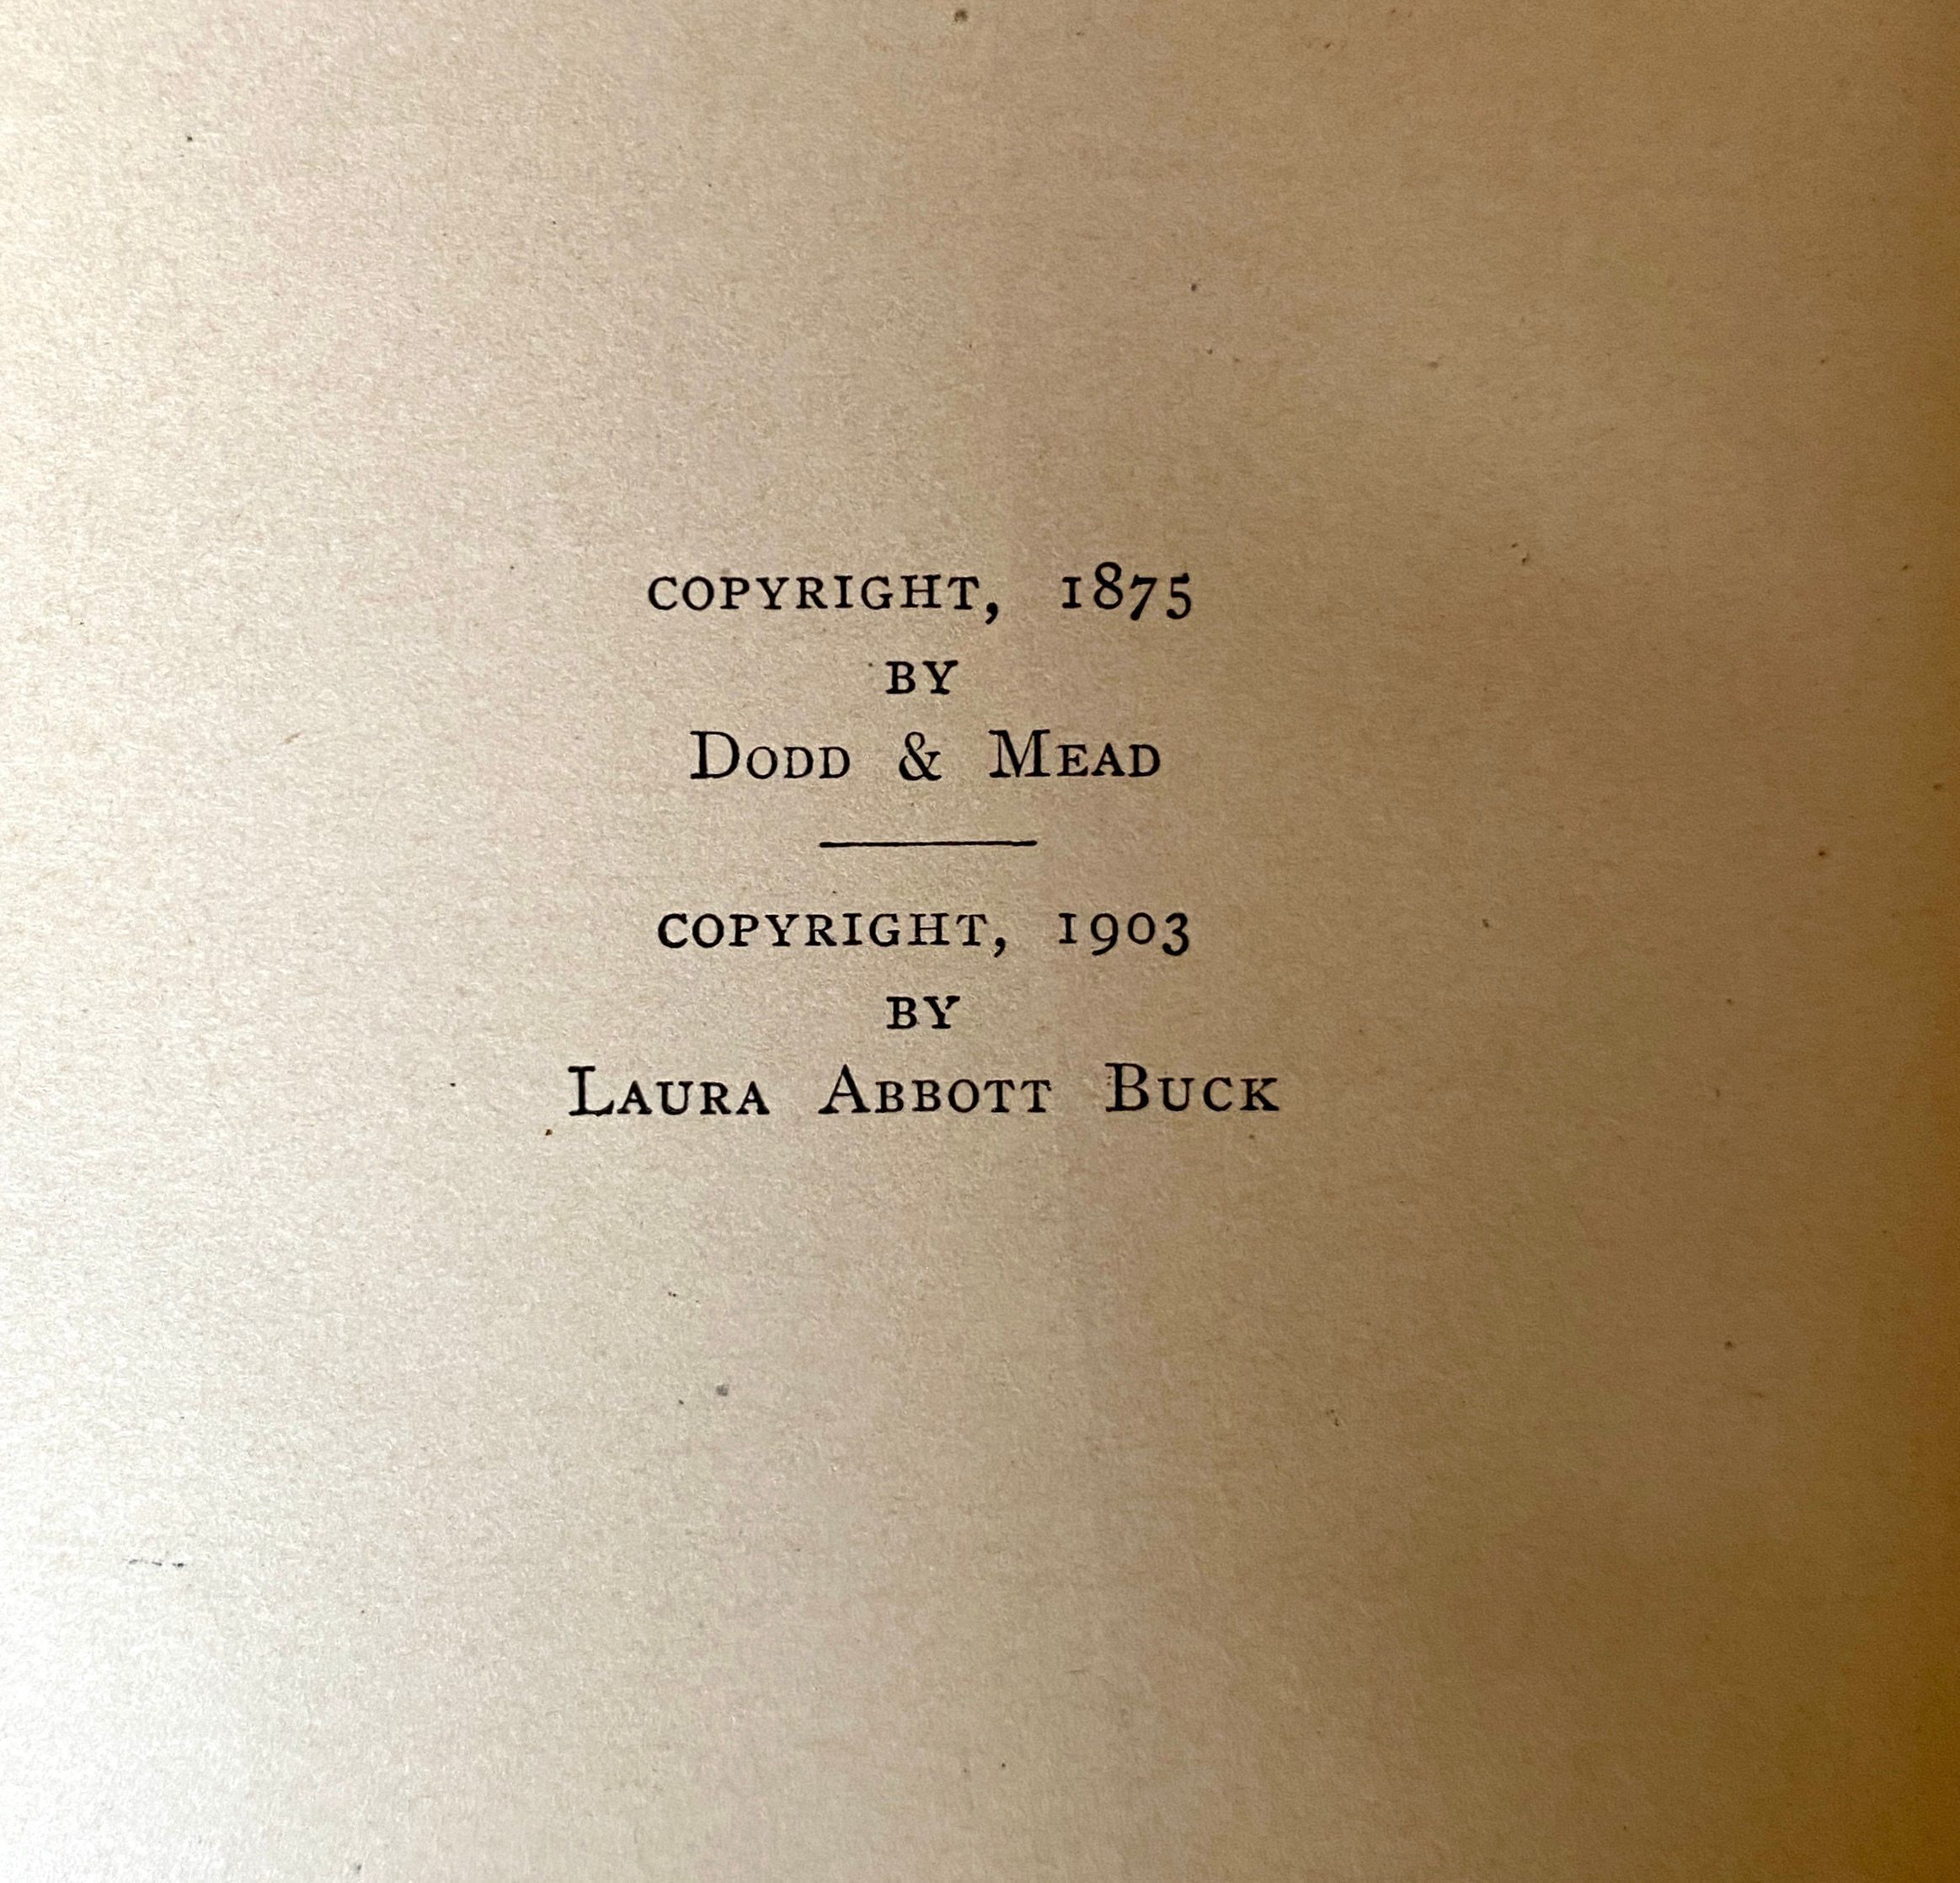 COPYRIGHT, 1875
BY
DODD & MEAD
COPYRIGHT, 1903
BY
LAURA ABBOTT BUCK